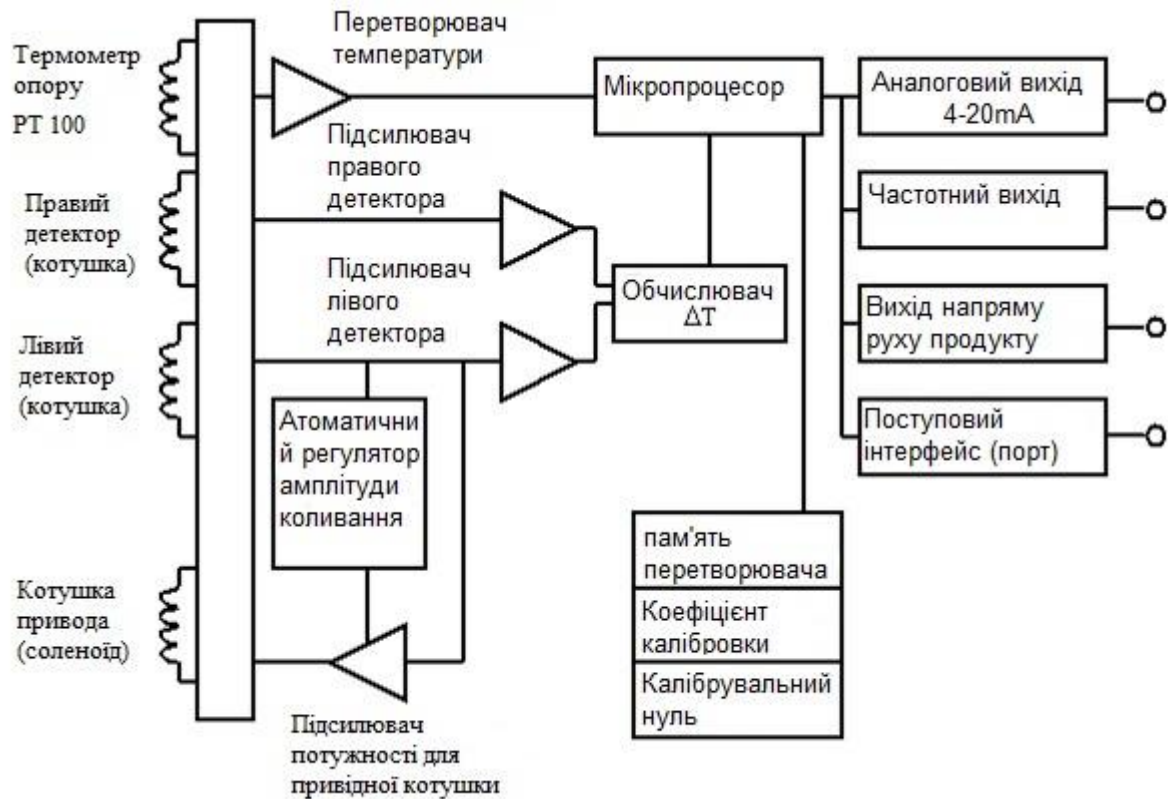 Термометр
опору
РТ 100
Правий
детектор
(котушка)
Лівий
детектор
(котушка)
Котушка
привода
(соленоїд)
Перетворювач
температури
Підсилювач
правого
детектора
Підсилювач
лівого
детектора
Атоматични
й регулятор
амплітуди
коливання
Підсилювач
потужності для
привідної котушки
Мікропроцесор
Обчислювач
ΔТ
пам'ять
перетворювача
Коефіцієнт
калібровки
Калібрувальний
нуль
Аналоговий вихід
4-20mA
Частотний вихід
Вихід напряму
руху продукту
Поступовий
інтерфейс (порт)